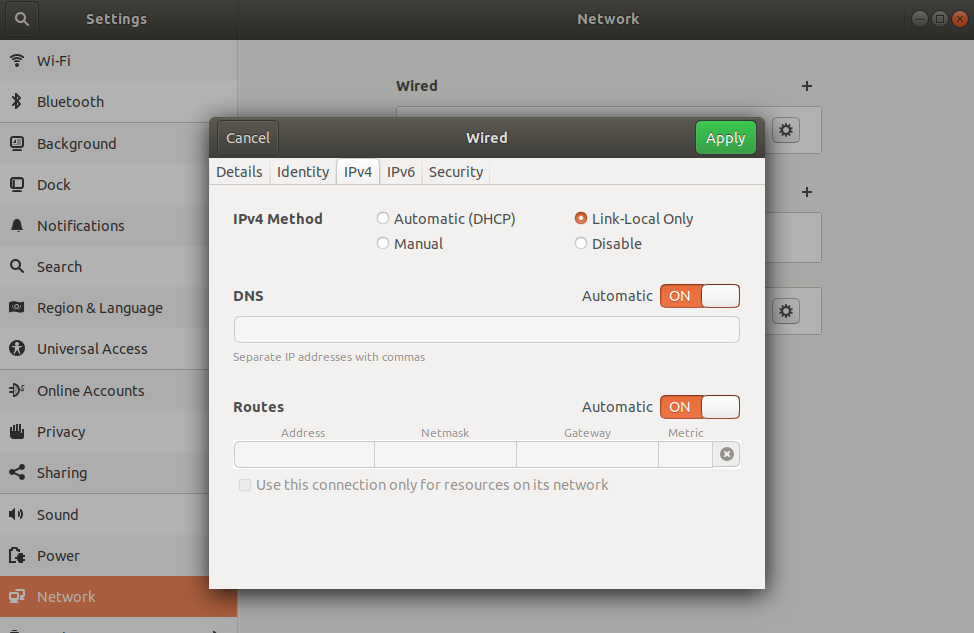 Settings
Network
Wi-Fi
Bluetooth
Background
Dock
Notifications
Search
Region & Language
Universal Access
Online Accounts
Privacy
Sharing
Sound
Power
Network
Wired
Cancel
Wired
Apply
Details
Identity
IPv4
IPv6
Security
IPv4 Method
Automatic (DHCP)
Link-Local Only
Manual
Disable
DNS
Automatic
ON
Separate IP addresses with commas
Routes
Automatic
ON
Address
Netmask
Gateway
Metric
Use this connection only for resources on its network